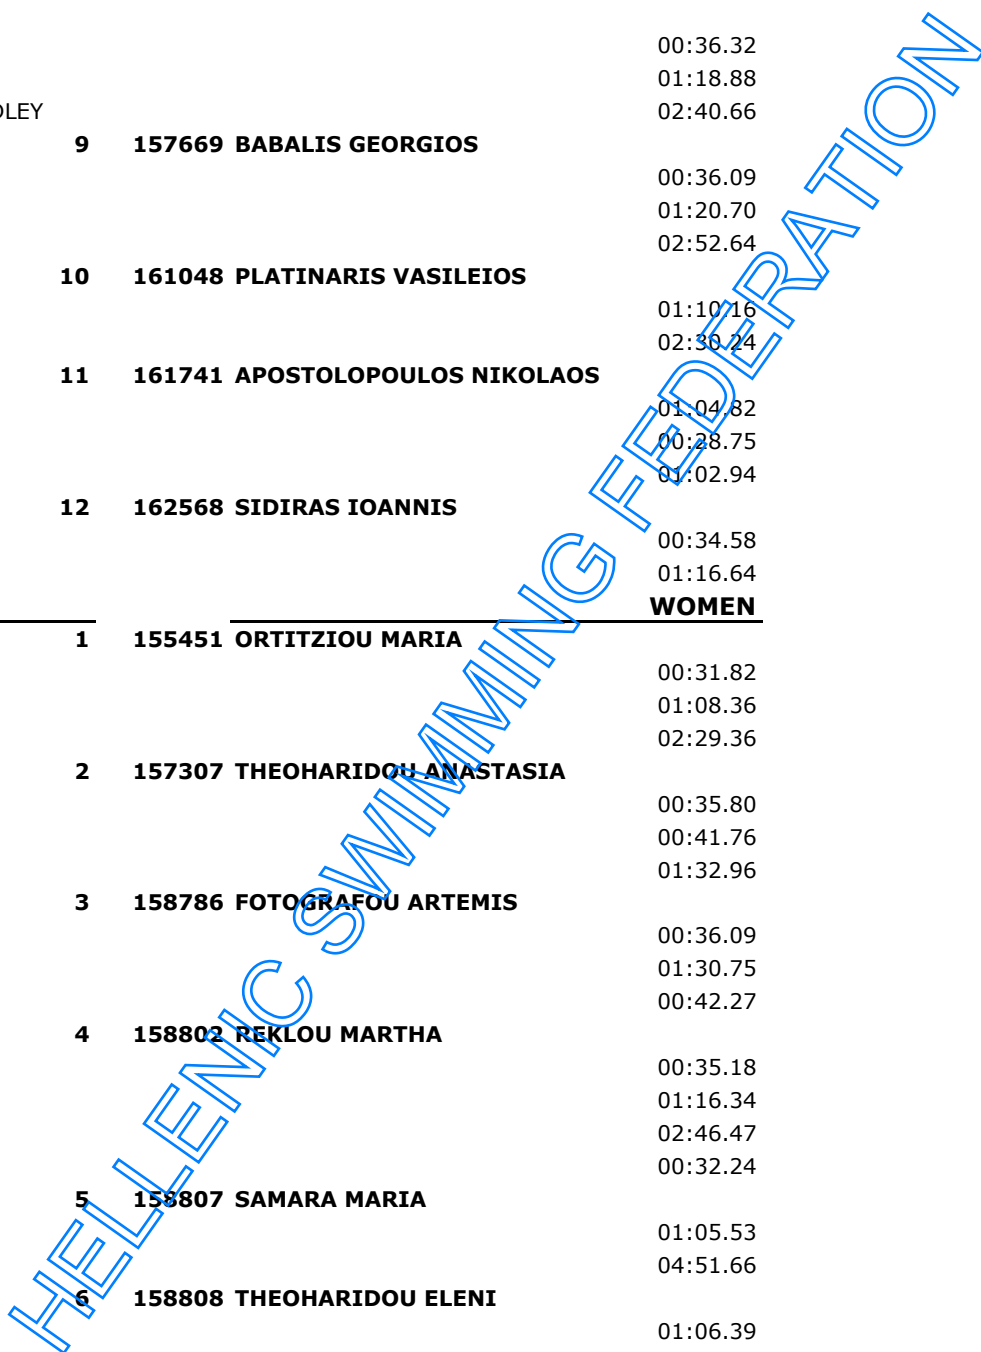 00:36.32
01:18.88
02:40.66
9 157669 BABALIS GEORGIOS
00:36.09
01:20.70
02:52.64
10 161048 PLATINARIS VASILEIOS
01:10.16
02:30.24
11 161741 APOSTOLOPOULOS NIKOLAOS
01:04.82
00:28.75
01:02.94
12 162568 SIDIRAS IOANNIS
00:34.58
01:16.64
WOMEN
1 155451 ORTITZIOU MARIA
00:31.82
01:08.36
02:29.36
2 157307 THEOHARIDOU ANASTASIA
00:35.80
00:41.76
01:32.96
3 158786 FOTOGRAFOU ARTEMIS
00:36.09
01:30.75
00:42.27
4 158802 REKLOU MARTHA
00:35.18
01:16.34
02:46.47
00:32.24
5 158807 SAMARA MARIA
01:05.53
04:51.66
6 158808 THEOHARIDOU ELENI
01:06.39
HELLENIC SWIMMING FEDERATION